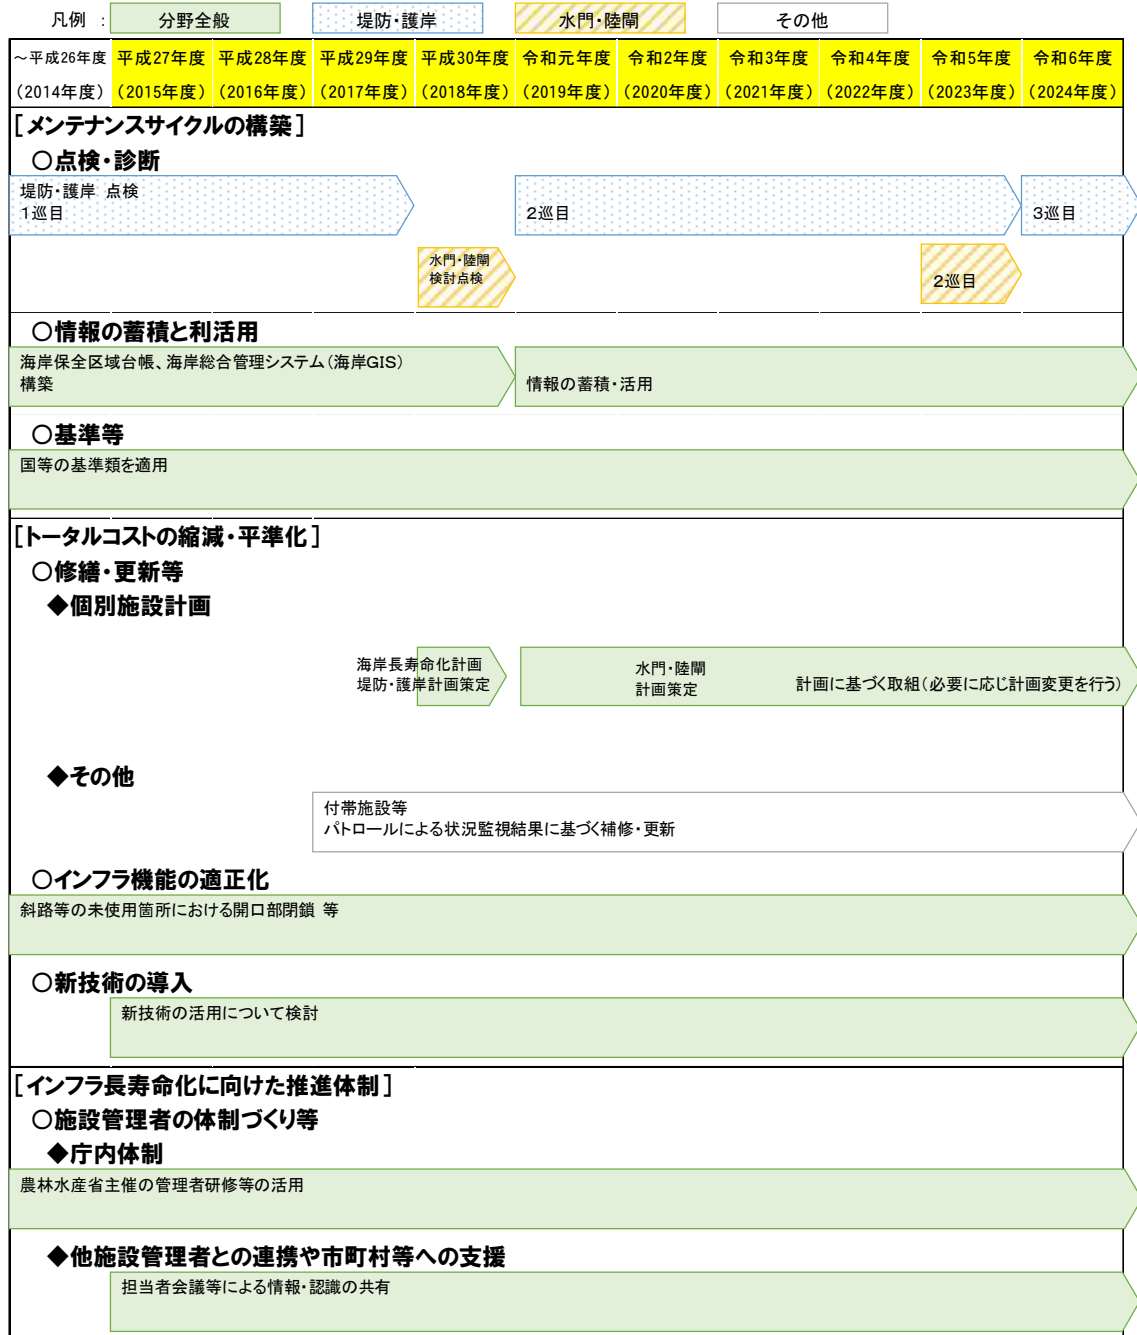 凡例 : 分野全般 堤防・護岸 水門・陸閘 その他
～平成26年度 平成27年度 平成28年度 平成29年度 平成30年度 令和元年度 令和2年度 令和3年度 令和4年度 令和5年度 令和6年度
(2014年度) (2015年度) (2016年度) (2017年度) (2018年度) (2019年度) (2020年度) (2021年度) (2022年度) (2023年度) (2024年度)
［メンテナンスサイクルの構築］
○点検・診断
堤防・護岸 点検
1巡目 2巡目 3巡目
水門・陸閘
検討点検 2巡目
○情報の蓄積と利活用
海岸保全区域台帳、海岸総合管理システム(海岸GIS)
構築 情報の蓄積・活用
○基準等
国等の基準類を適用
［トータルコストの縮減・平準化］
○修繕・更新等
◆個別施設計画
海岸長寿命化計画 水門・陸閘
堤防・護岸計画策定 計画策定 計画に基づく取組(必要に応じ計画変更を行う)
◆その他
付帯施設等
パトロールによる状況監視結果に基づく補修・更新
○インフラ機能の適正化
斜路等の未使用箇所における開口部閉鎖 等
○新技術の導入
新技術の活用について検討
［インフラ長寿命化に向けた推進体制］
○施設管理者の体制づくり等
◆庁内体制
農林水産省主催の管理者研修等の活用
◆他施設管理者との連携や市町村等への支援
担当者会議等による情報・認識の共有